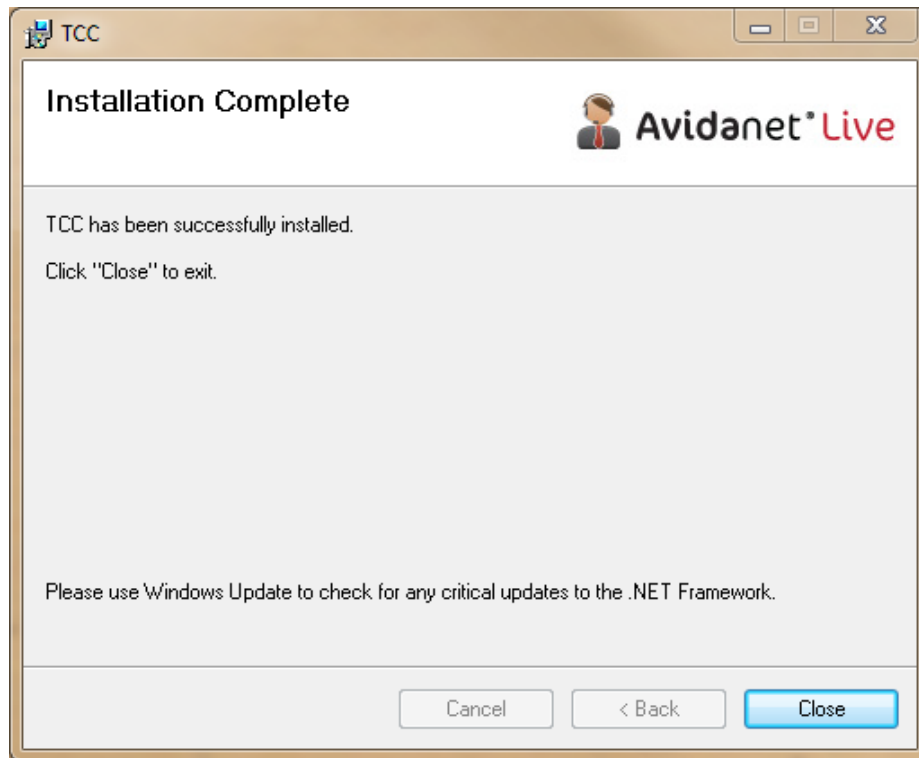 TCC
Installation Complete
Avidanet Live
TCC has been successfully installed.
Click "Close" to exit.
Please use Windows Update to check for any critical updates to the .NET Framework.
Cancel
< Back
Close